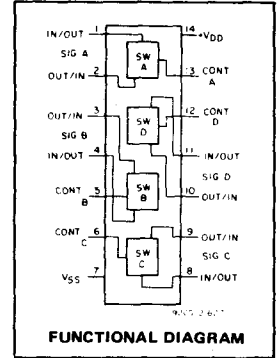 IN/OUT 1
SIG A
OUT/IN 2
OUT/IN 3
SIG B
IN/OUT 4
CONT B 5
CONT C 6
VSS 7
SW A
SW D
SW B
SW C
14 +VDD
13 CONT A
12 CONT D
11 IN/OUT
SIG D
10 OUT/IN
9 OUT/IN
SIG C
8 IN/OUT
FUNCTIONAL DIAGRAM